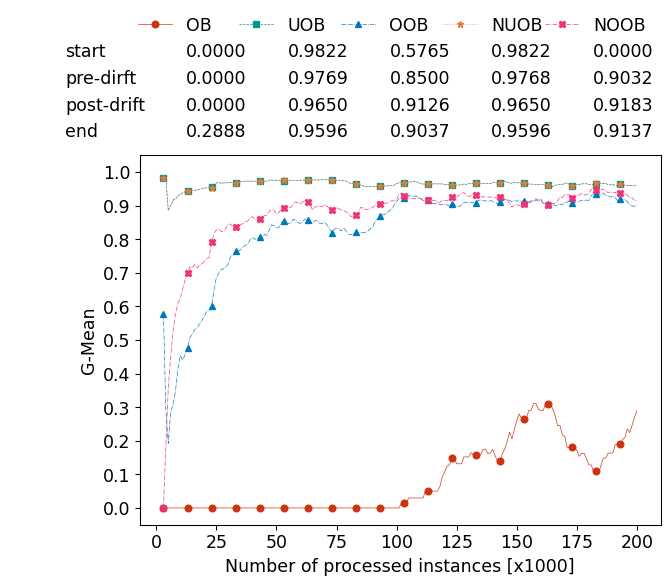 OB UOB OOB NUOB NOOB
start 0.0000 0.9822 0.5765 0.9822 0.0000
pre-dirft 0.0000 0.9769 0.8500 0.9768 0.9032
post-drift 0.0000 0.9650 0.9126 0.9650 0.9183
end 0.2888 0.9596 0.9037 0.9596 0.9137
1.0
0.9
0.8
0.7
0.6
0.5
0.4
0.3
0.2
0.1
0.0
G-Mean
0 25 50 75 100 125 150 175 200
Number of processed instances [x1000]